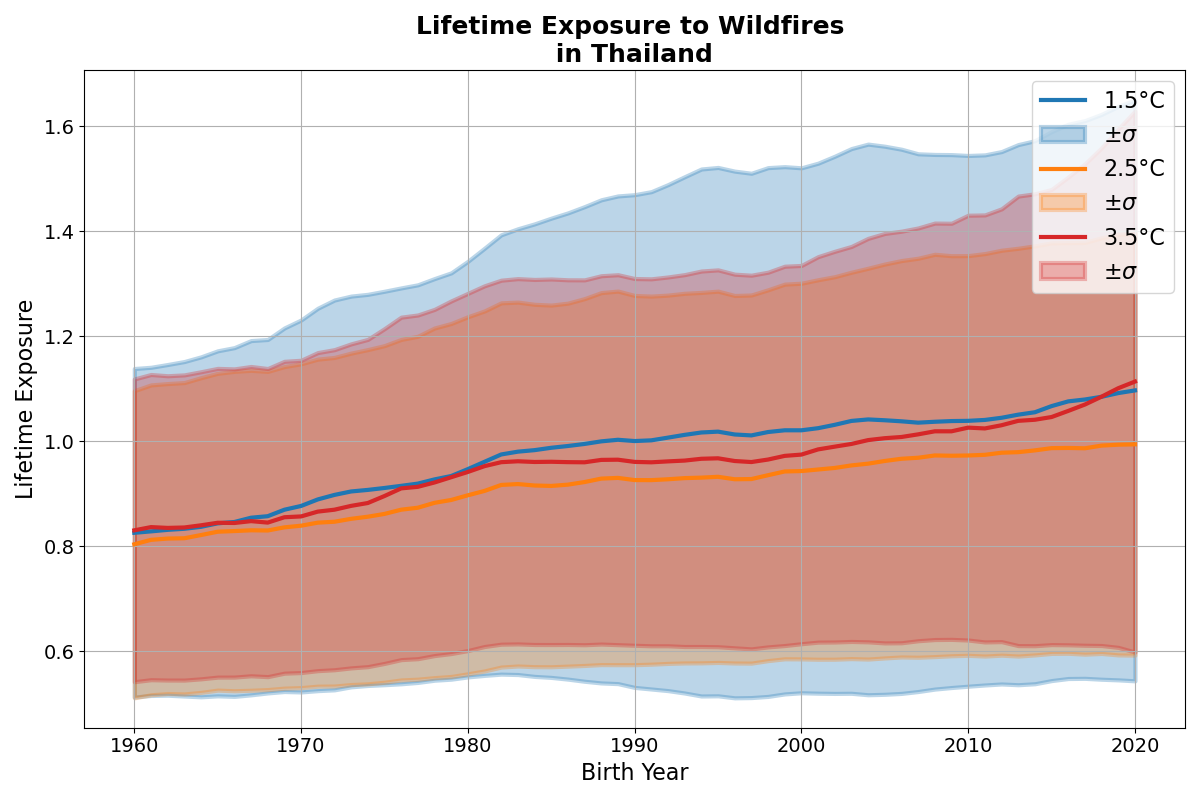 Lifetime Exposure to Wildfires
in Thailand
Lifetime Exposure
1.6
1.4
1.2
1.0
0.8
0.6
1960
1970
1980
1990
2000
2010
2020
Birth Year
1.5°C
±σ
2.5°C
±σ
3.5°C
±σ